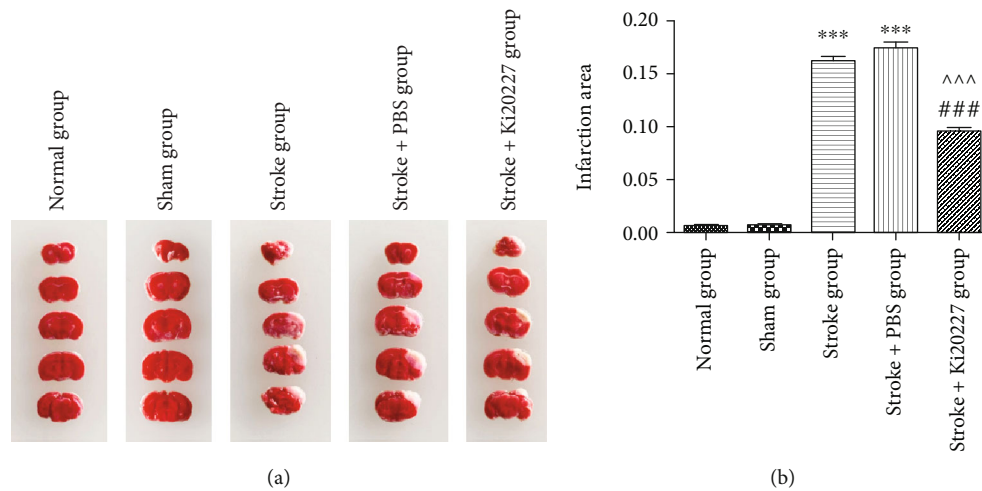 Normal group
Sham group
Stroke group
Stroke + PBS group
Stroke + Ki20227 group
(a)
Infarction area
0.20
0.15
0.10
0.05
0.00
***
***
^^^
###
Normal group
Sham group
Stroke group
Stroke + PBS group
Stroke + Ki20227 group
(b)